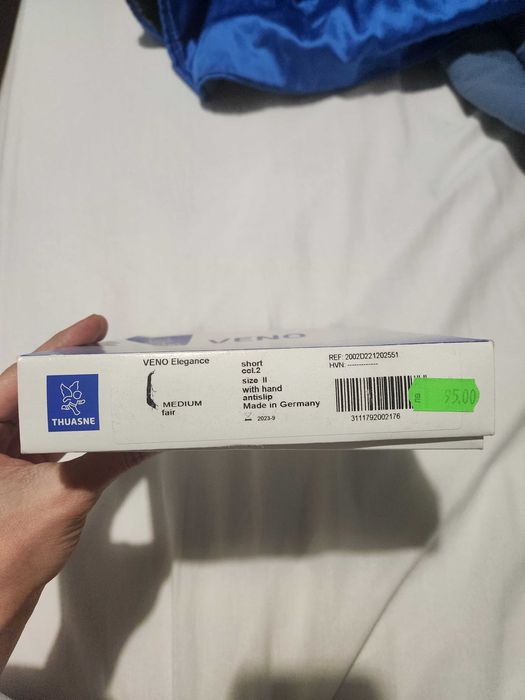 VENO
VENO Elegance
MEDIUM
fair
short
ccl.2
size II
with hand
antislip
Made in Germany
2023-9
REF: 2002D221202551
HVN: --------------
3111792002176
95.00
THUASNE